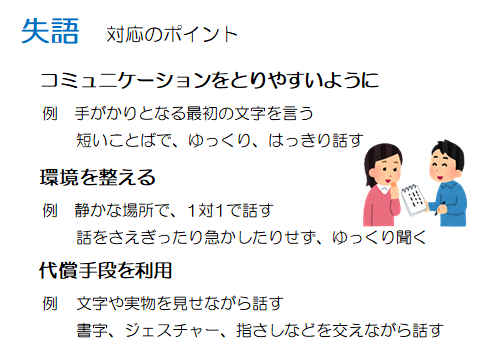 失語 対応のポイント
コミュニケーションをとりやすいように
例 手がかりとなる最初の文字を言う
短いことばで、ゆっくり、はっきり話す
環境を整える
例 静かな場所で、1対1で話す
話をさえぎったり急かしたりせず、ゆっくり聞く
代償手段を利用
例 文字や実物を見せながら話す
書字、ジェスチャー、指さしなどを交えながら話す